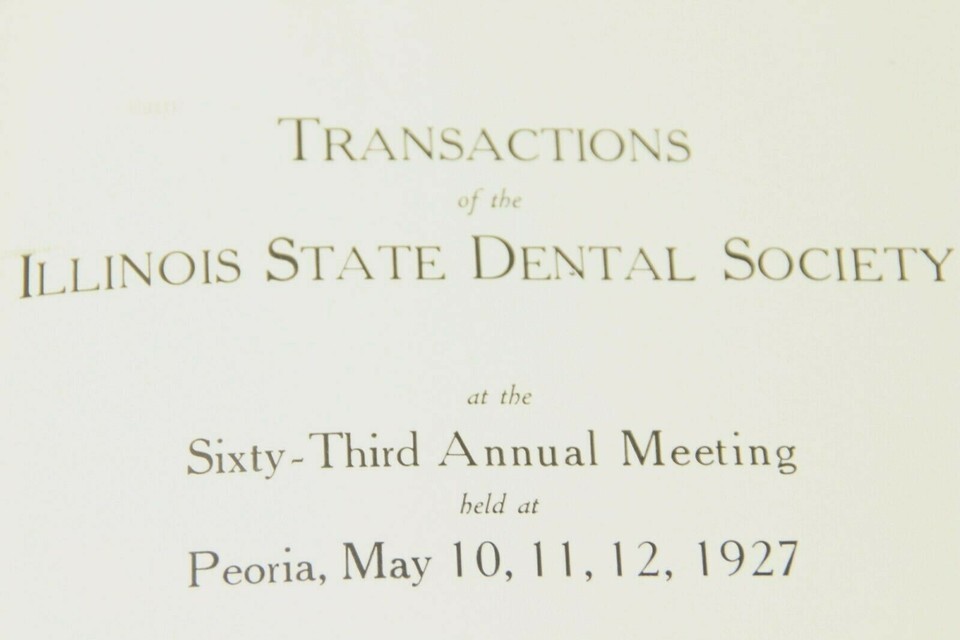 TRANSACTIONS
of the
ILLINOIS STATE DENTAL SOCIETY
at the
Sixty-Third Annual Meeting
held at
Peoria, May 10, 11, 12, 1927